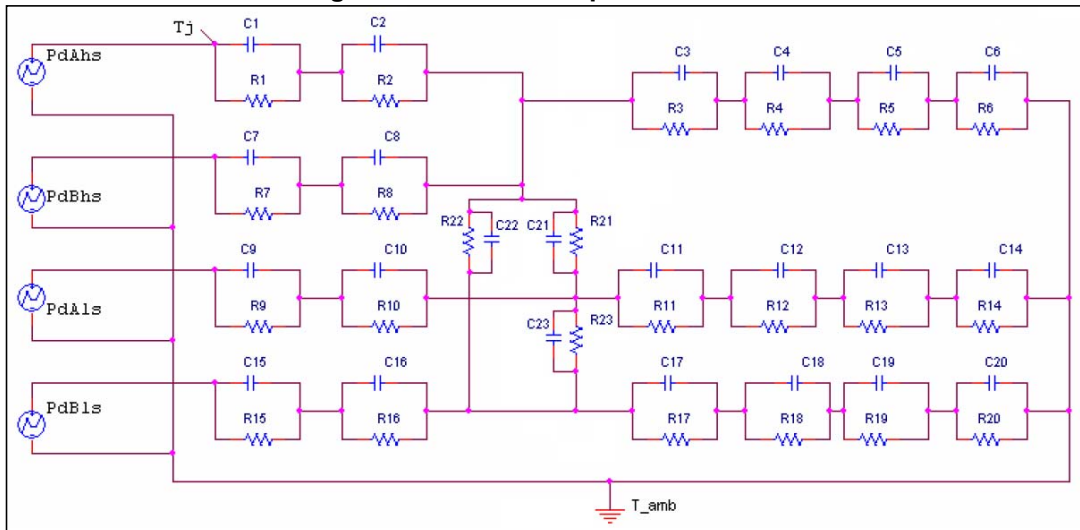 Tj
C1 C2
PdAhs
R1 R2
C3 C4 C5 C6
R3 R4 R5 R6
C7 C8
PdBhs
R7 R8
R22 C22 C21 R21
C9 C10
C11 C12 C13 C14
PdAls
R9 R10
R11 R12 R13 R14
C23 R23
C15 C16
C17 C18 C19 C20
PdBls
R15 R16
R17 R18 R19 R20
T_amb